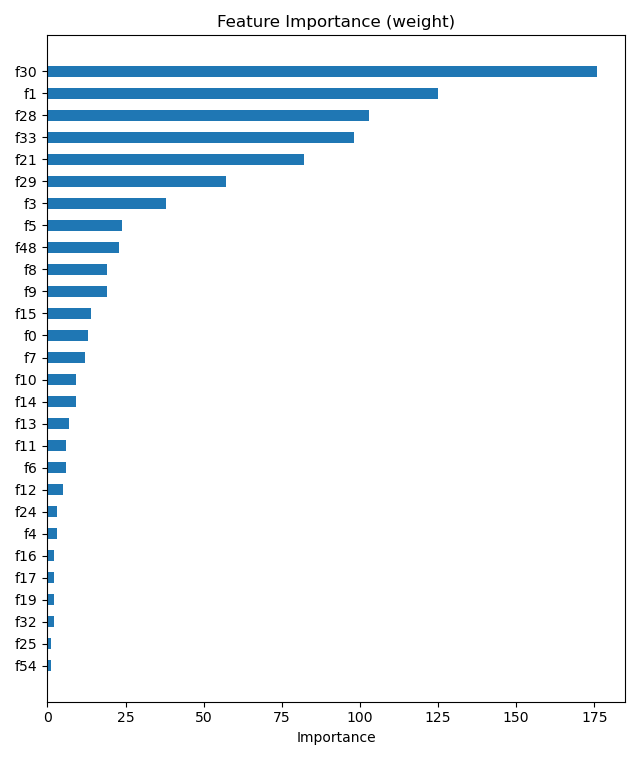 Feature Importance (weight)
f30
f1
f28
f33
f21
f29
f3
f5
f48
f8
f9
f15
f0
f7
f10
f14
f13
f11
f6
f12
f24
f4
f16
f17
f19
f32
f25
f54
0 25 50 75 100 125 150 175
Importance